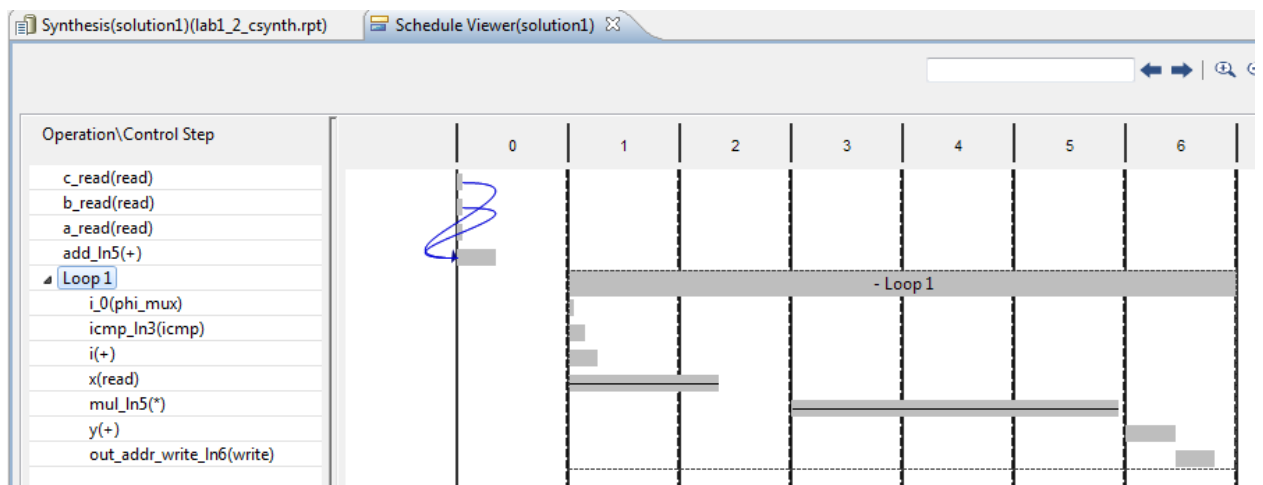 Synthesis(solution1)(lab1_2_csynth.rpt) Schedule Viewer(solution1)
Operation\Control Step 0 1 2 3 4 5 6
c_read(read)
b_read(read)
a_read(read)
add_ln5(+)
Loop 1 - Loop 1
i_0(phi_mux)
icmp_ln3(icmp)
i(+)
x(read)
mul_ln5(*)
y(+)
out_addr_write_ln6(write)